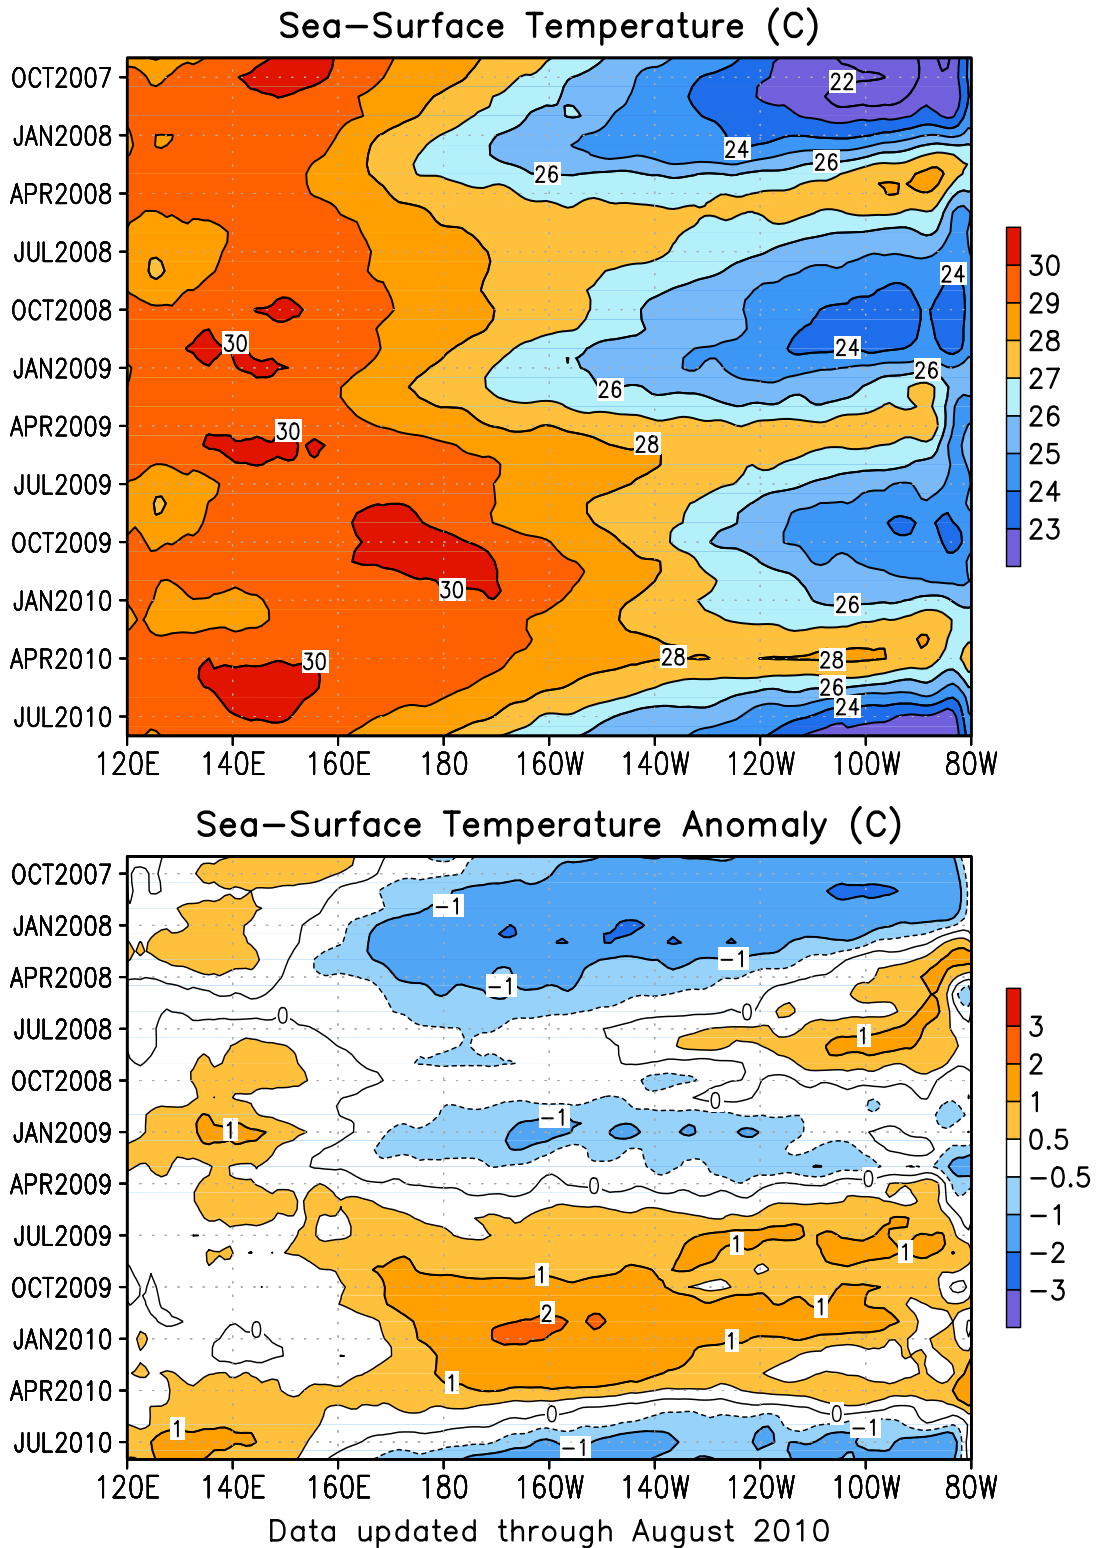 Sea-Surface Temperature (C)
OCT2007
22
JAN2008
24
26
26
APR2008
JUL2008
24
30
OCT2008
29
30
24
28
JAN2009
26
26
27
APR2009
30
28
26
25
JUL2009
24
OCT2009
23
30
JAN2010
26
APR2010
30
28
28
26
24
JUL2010
120E 140E 160E 180 160W 140W 120W 100W 80W
Sea-Surface Temperature Anomaly (C)
OCT2007
-1
JAN2008
-1
APR2008
-1
0
0
3
JUL2008
1
2
OCT2008
0
1
-1
JAN2009
1
0.5
APR2009
0
0
-0.5
-1
JUL2009
1
1
-2
1
OCT2009
-3
2
1
0
JAN2010
1
1
APR2010
0
0
1
-1
JUL2010
-1
120E 140E 160E 180 160W 140W 120W 100W 80W
Data updated through August 2010